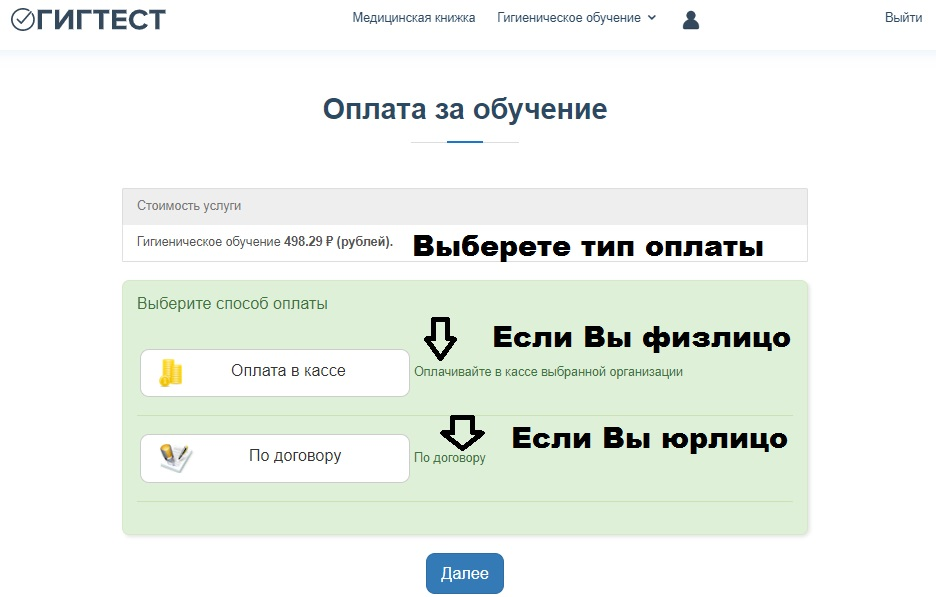 ГИГТЕСТ
Медицинская книжка
Гигиеническое обучение
Выйти
Оплата за обучение
Стоимость услуги
Гигиеническое обучение 498.29 ₽ (рублей).
Выберете тип оплаты
Выберите способ оплаты
Если Вы физлицо
Оплата в кассе
Оплачивайте в кассе выбранной организации
Если Вы юрлицо
По договору
По договору
Далее